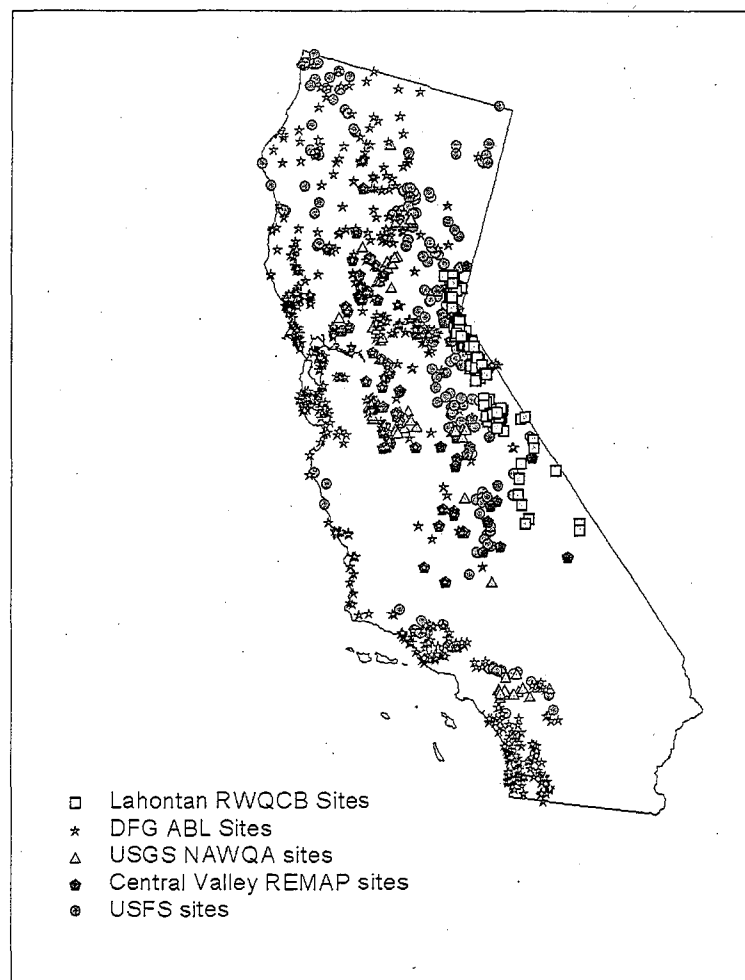 Lahontan RWQCB Sites
DFG ABL Sites
USGS NAWQA sites
Central Valley REMAP sites
USFS sites